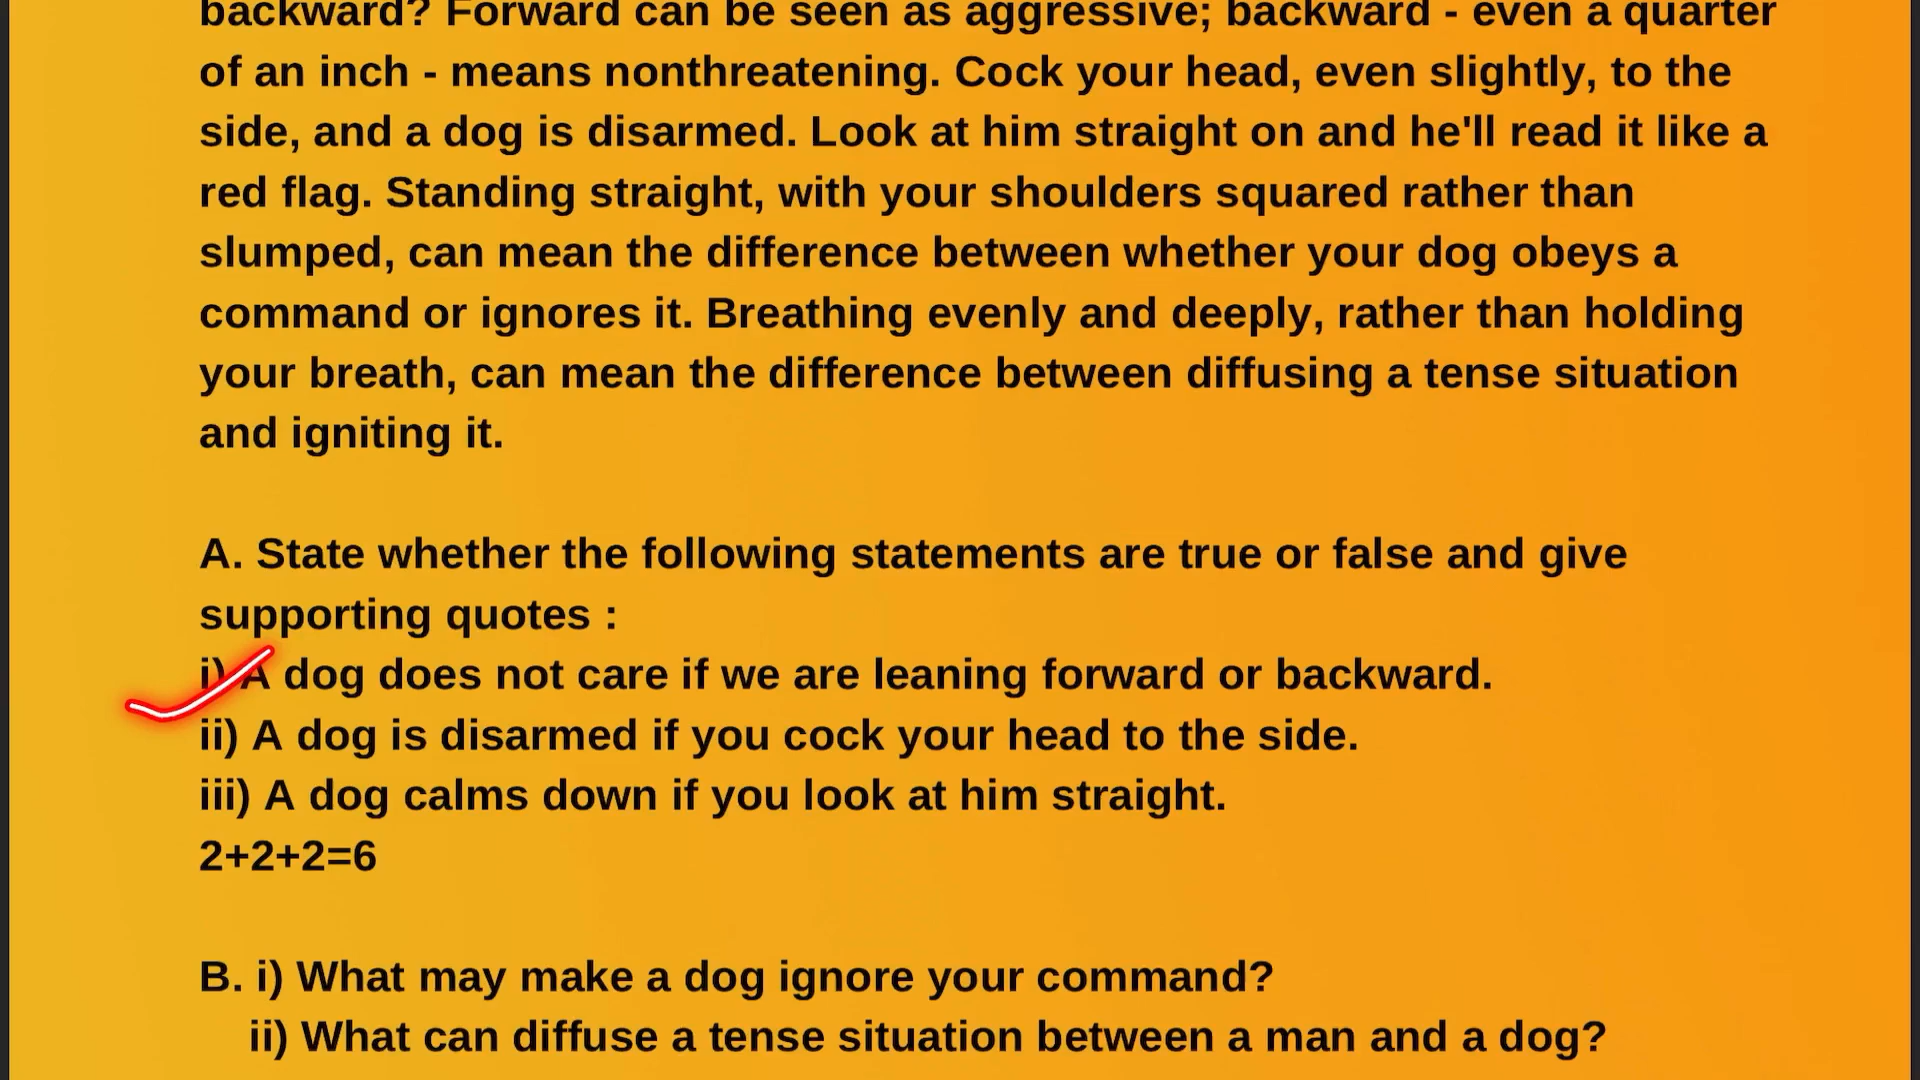 backward? Forward can be seen as aggressive; backward - even a quarter
of an inch - means nonthreatening. Cock your head, even slightly, to the
side, and a dog is disarmed. Look at him straight on and he'll read it like a
red flag. Standing straight, with your shoulders squared rather than
slumped, can mean the difference between whether your dog obeys a
command or ignores it. Breathing evenly and deeply, rather than holding
your breath, can mean the difference between diffusing a tense situation
and igniting it.
A. State whether the following statements are true or false and give
supporting quotes :
i) A dog does not care if we are leaning forward or backward.
ii) A dog is disarmed if you cock your head to the side.
iii) A dog calms down if you look at him straight.
2+2+2=6
B. i) What may make a dog ignore your command?
ii) What can diffuse a tense situation between a man and a dog?